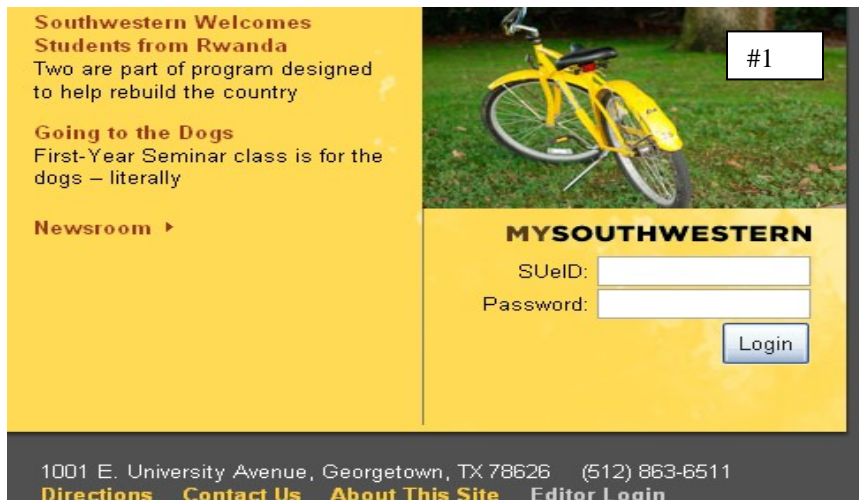 Southwestern Welcomes
Students from Rwanda
Two are part of program designed
to help rebuild the country
Going to the Dogs
First-Year Seminar class is for the
dogs – literally
Newsroom
#1
MYSOUTHWESTERN
SUeID:
Password:
Login
1001 E. University Avenue, Georgetown, TX 78626 (512) 863-6511
Directions Contact Us About This Site Editor Login